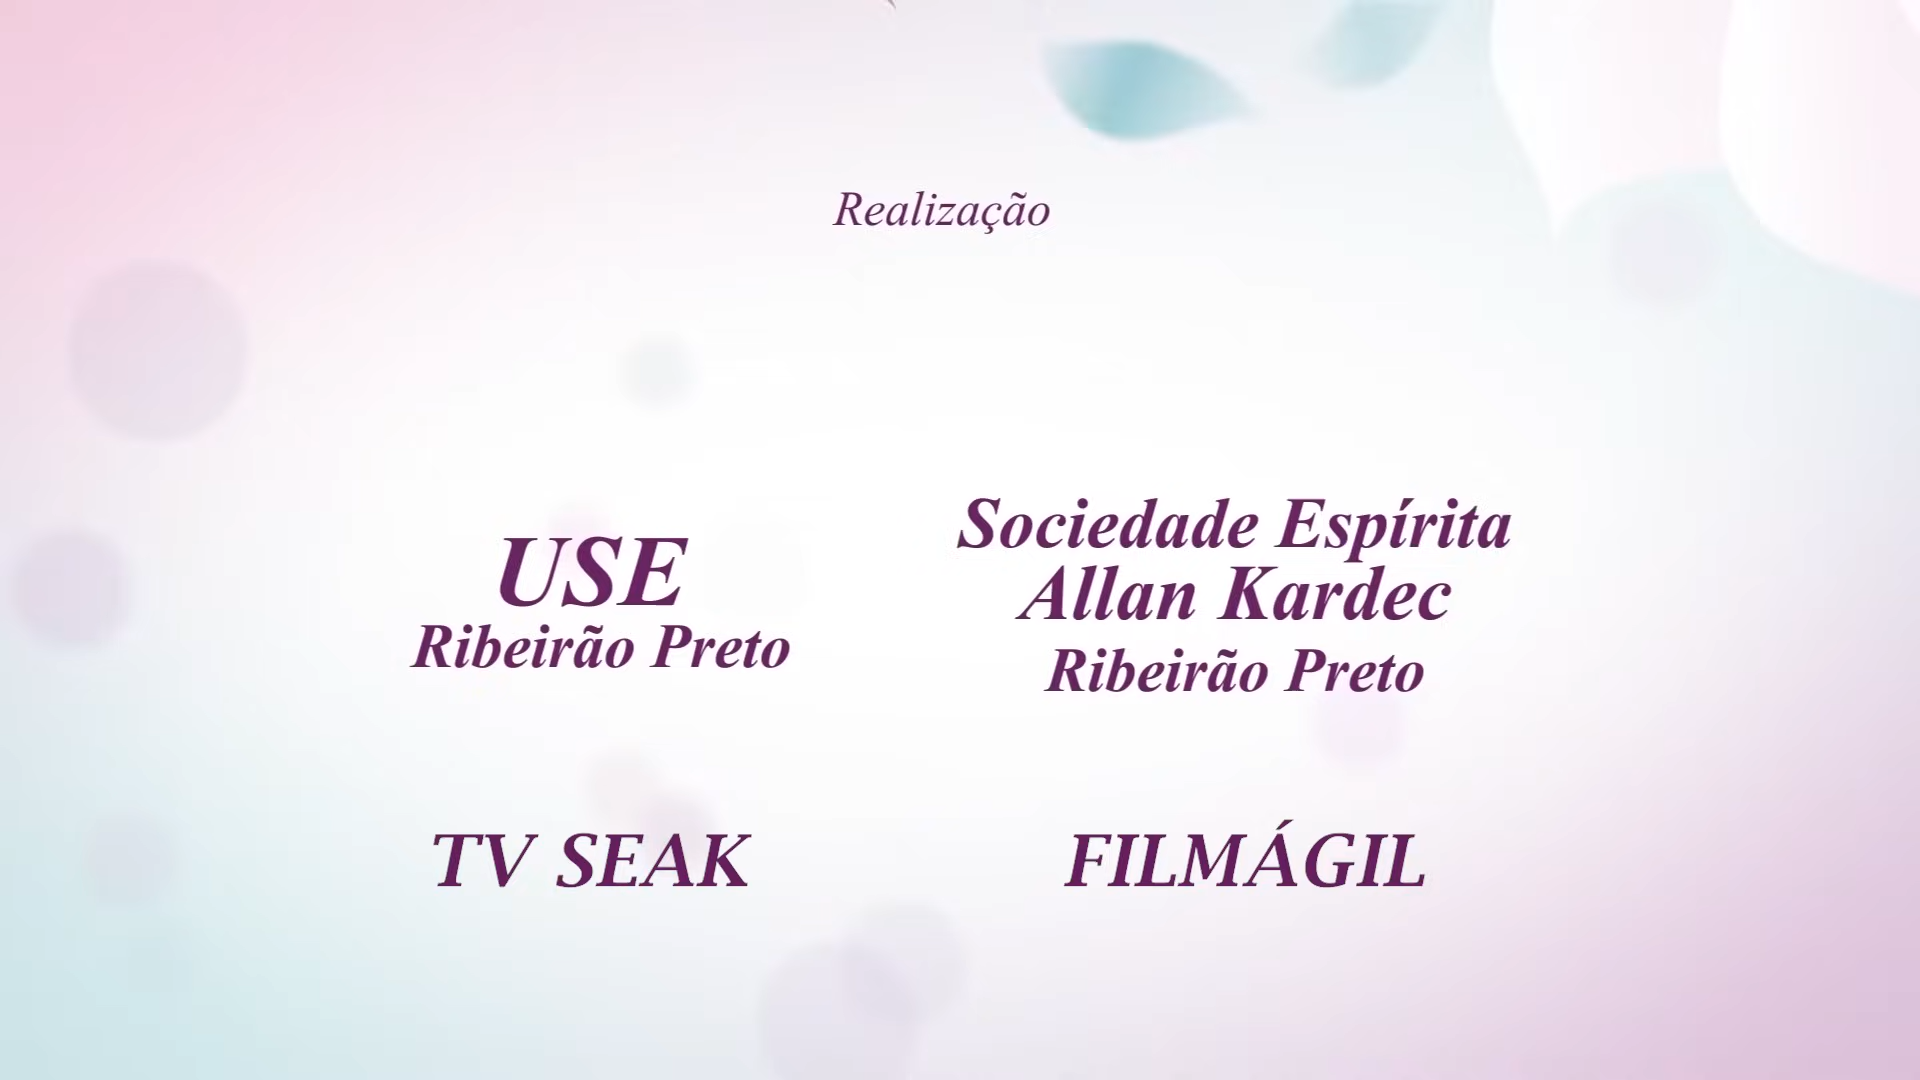 Realização
USE
Ribeirão Preto
Sociedade Espírita
Allan Kardec
Ribeirão Preto
TV SEAK
FILMÁGIL